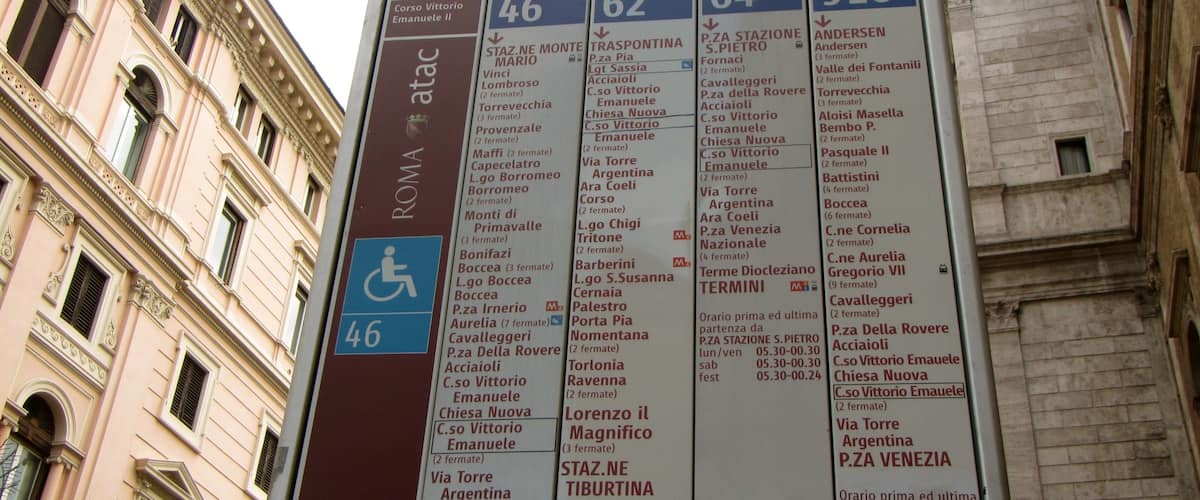 Corso Vittorio
Emanuele II
ROMA atac
46
46
STAZ.NE MONTE
MARIO
Vinci
Lombroso
(2 fermate)
Torrevecchia
(3 fermate)
Provenzale
(2 fermate)
Maffi (2 fermate)
Capecelatro
L.go Borromeo
Borromeo
(2 fermate)
Monti di
Primavalle
(3 fermate)
Bonifazi
Boccea (3 fermate)
L.go Boccea
Boccea
P.za Irnerio
Aurelia (7 fermate)
Cavalleggeri
P.za Della Rovere
Acciaioli
C.so Vittorio
Emanuele
Chiesa Nuova
C.so Vittorio
Emanuele
(2 fermate)
Via Torre
Argentina
62
TRASPONTINA
P.za Pia
Lgt Sassia
Acciaioli
C.so Vittorio
Emanuele
Chiesa Nuova
C.so Vittorio
Emanuele
(2 fermate)
Via Torre
Argentina
Ara Coeli
Corso
(2 fermate)
L.go Chigi
Tritone
(2 fermate)
Barberini
L.go S.Susanna
Cernaia
Palestro
Porta Pia
Nomentana
(2 fermate)
Torlonia
Ravenna
(2 fermate)
Lorenzo il
Magnifico
(3 fermate)
STAZ.NE
TIBURTINA
64
P.ZA STAZIONE
S.PIETRO
Fornaci
(2 fermate)
Cavalleggeri
P.za della Rovere
Acciaioli
C.so Vittorio
Emanuele
Chiesa Nuova
C.so Vittorio
Emanuele
(2 fermate)
Via Torre
Argentina
Ara Coeli
P.za Venezia
Nazionale
(4 fermate)
Terme Diocleziano
TERMINI
Orario prima ed ultima
partenza da
P.ZA STAZIONE S.PIETRO
lun/ven 05.30-00.30
sab 05.30-00.30
fest 05.30-00.24
ANDERSEN
Andersen
(3 fermate)
Valle dei Fontanili
(2 fermate)
Torrevecchia
(3 fermate)
Aloisi Masella
Bembo P.
(2 fermate)
Pasquale II
(2 fermate)
Battistini
(4 fermate)
Boccea
(6 fermate)
C.ne Cornelia
(2 fermate)
C.ne Aurelia
Gregorio VII
(9 fermate)
Cavalleggeri
(2 fermate)
P.za Della Rovere
Acciaioli
C.so Vittorio Emauele
Chiesa Nuova
C.so Vittorio Emauele
(2 fermate)
Via Torre
Argentina
P.ZA VENEZIA
Orario prima ed ultima